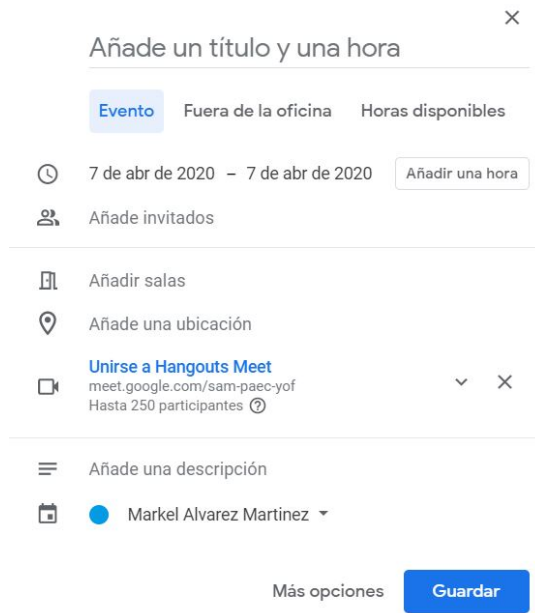 Añade un título y una hora
Evento Fuera de la oficina Horas disponibles
7 de abr de 2020 – 7 de abr de 2020 Añadir una hora
Añade invitados
Añadir salas
Añade una ubicación
Unirse a Hangouts Meet
meet.google.com/sam-paec-yof
Hasta 250 participantes
Añade una descripción
Markel Alvarez Martinez
Más opciones Guardar